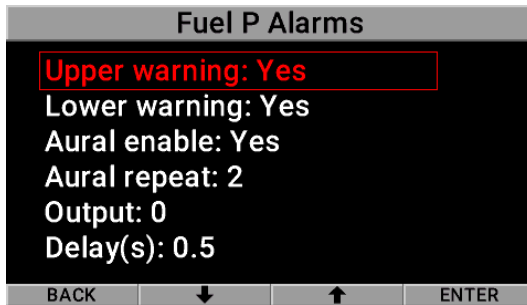 Fuel P Alarms
Upper warning: Yes
Lower warning: Yes
Aural enable: Yes
Aural repeat: 2
Output: 0
Delay(s): 0.5
BACK ENTER